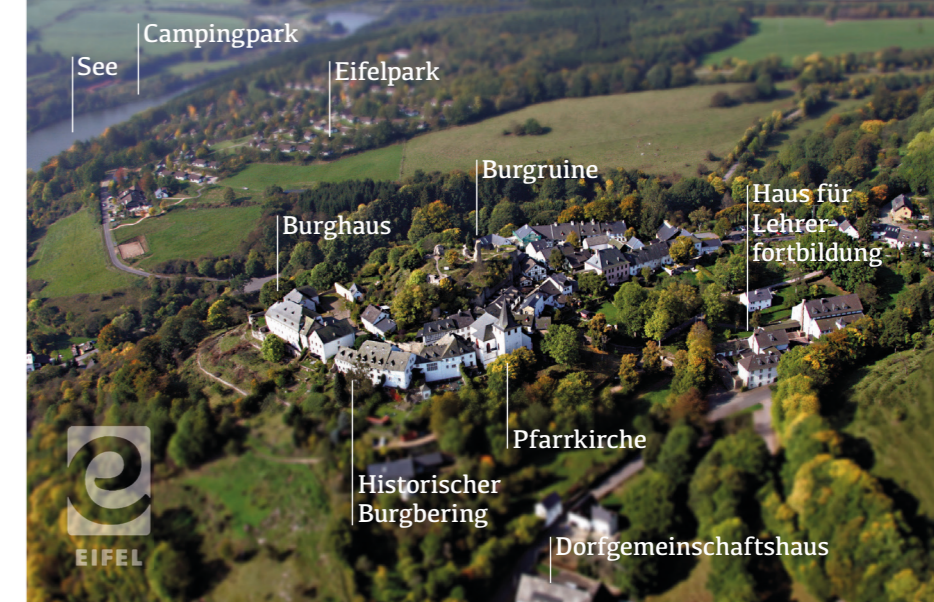 Campingpark
See
Eifelpark
Burgruine
Haus für
Lehrer-
fortbildung
Burghaus
Pfarrkirche
Historischer
Burgbering
Dorfgemeinschaftshaus
EIFEL